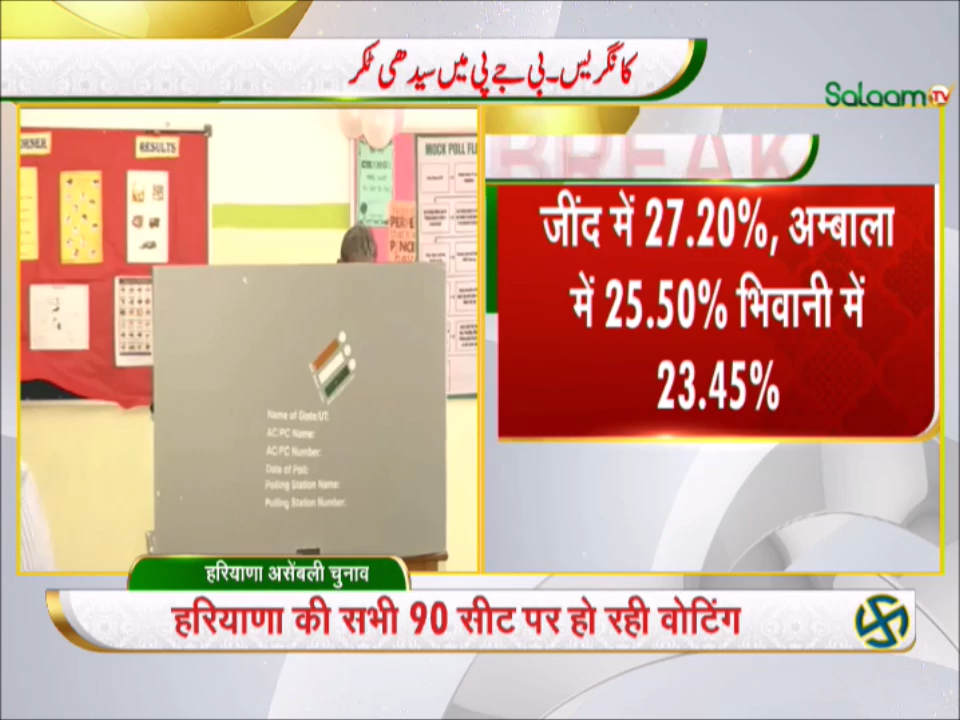 کانگریس۔بی جے پی میں سیدھی ٹکر
Salaam TV
BREAK
जींद में 27.20%, अम्बाला
में 25.50% भिवानी में
23.45%
RESULTS
MOCK POLL
Name of State/UT:
AC/PC Name:
AC/PC Number:
Date of Poll:
Polling Station Name:
Polling Station Number:
हरियाणा असेंबली चुनाव
हरियाणा की सभी 90 सीट पर हो रही वोटिंग